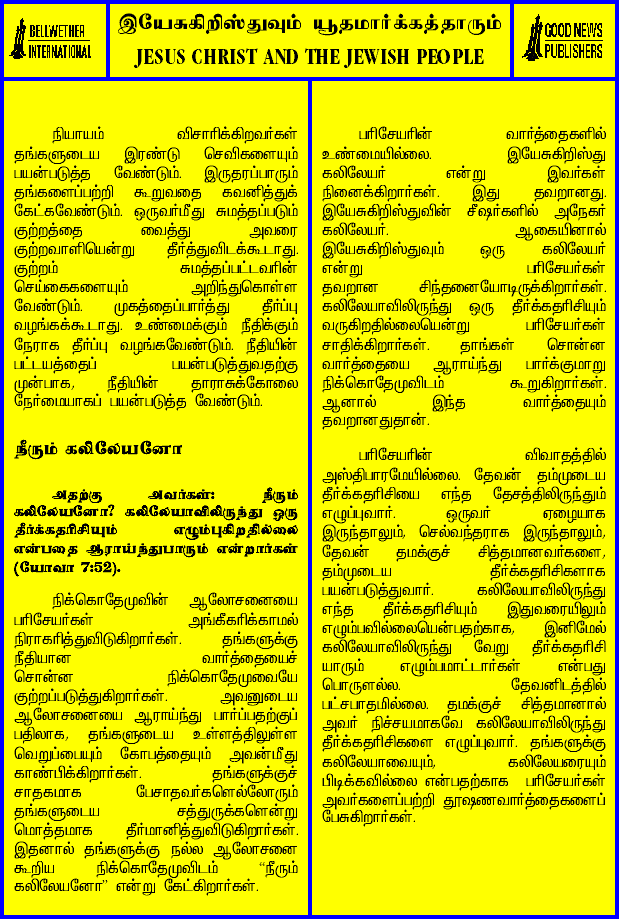 BELLWETHER
INTERNATIONAL
இயேசுகிறிஸ்துவும் யூதமார்க்கத்தாரும்
JESUS CHRIST AND THE JEWISH PEOPLE
GOOD NEWS
PUBLISHERS
நியாயம் விசாரிக்கிறவர்கள்
தங்களுடைய இரண்டு செவிகளையும்
பயன்படுத்த வேண்டும். இருதரப்பாரும்
தங்களைப்பற்றி கூறுவதை கவனித்துக்
கேட்கவேண்டும். ஒருவர்மீது சுமத்தப்படும்
குற்றத்தை வைத்து அவரை
குற்றவாளியென்று தீர்த்துவிடக்கூடாது.
குற்றம் சுமத்தப்பட்டவரின்
செய்கைகளையும் அறிந்துகொள்ள
வேண்டும். முகத்தைப்பார்த்து தீர்ப்பு
வழங்கக்கூடாது. உண்மைக்கும் நீதிக்கும்
நேராக தீர்ப்பு வழங்கவேண்டும். நீதியின்
பட்டயத்தைப் பயன்படுத்துவதற்கு
முன்பாக, நீதியின் தாராசுக்கோலை
நேர்மையாகப் பயன்படுத்த வேண்டும்.
நீரும் கலிலேயனோ
அதற்கு அவர்கள்: நீரும்
கலிலேயனோ? கலிலேயாவிலிருந்து ஒரு
தீர்க்கதரிசியும் எழும்புகிறதில்லை
என்பதை ஆராய்ந்துபாரும் என்றார்கள்
(யோவா 7:52).
நிக்கொதேமுவின் ஆலோசனையை
பரிசேயர்கள் அங்கீகரிக்காமல்
நிராகரித்துவிடுகிறார்கள். தங்களுக்கு
நீதியான வார்த்தையைச்
சொன்ன நிக்கொதேமுவையே
குற்றப்படுத்துகிறார்கள். அவனுடைய
ஆலோசனையை ஆராய்ந்து பார்ப்பதற்குப்
பதிலாக, தங்களுடைய உள்ளத்திலுள்ள
வெறுப்பையும் கோபத்தையும் அவன்மீது
காண்பிக்கிறார்கள். தங்களுக்குச்
சாதகமாக பேசாதவர்களெல்லோரும்
தங்களுடைய சத்துருக்களென்று
மொத்தமாக தீர்மானித்துவிடுகிறார்கள்.
இதனால் தங்களுக்கு நல்ல ஆலோசனை
கூறிய நிக்கொதேமுவிடம் “நீரும்
கலிலேயனோ” என்று கேட்கிறார்கள்.
பரிசேயரின் வார்த்தைகளில்
உண்மையில்லை. இயேசுகிறிஸ்து
கலிலேயர் என்று இவர்கள்
நினைக்கிறார்கள். இது தவறானது.
இயேசுகிறிஸ்துவின் சீஷர்களில் அநேகர்
கலிலேயர். ஆகையினால்
இயேசுகிறிஸ்துவும் ஒரு கலிலேயர்
என்று பரிசேயர்கள்
தவறான சிந்தனையோடிருக்கிறார்கள்.
கலிலேயாவிலிருந்து ஒரு தீர்க்கதரிசியும்
வருகிறதில்லையென்று பரிசேயர்கள்
சாதிக்கிறார்கள். தாங்கள் சொன்ன
வார்த்தையை ஆராய்ந்து பார்க்குமாறு
நிக்கொதேமுவிடம் கூறுகிறார்கள்.
ஆனால் இந்த வார்த்தையும்
தவறானதுதான்.
பரிசேயரின் விவாதத்தில்
அஸ்திபாரமேயில்லை. தேவன் தம்முடைய
தீர்க்கதரிசியை எந்த தேசத்திலிருந்தும்
எழுப்புவார். ஒருவர் ஏழையாக
இருந்தாலும், செல்வந்தராக இருந்தாலும்,
தேவன் தமக்குச் சித்தமானவர்களை,
தம்முடைய தீர்க்கதரிசிகளாக
பயன்படுத்துவார். கலிலேயாவிலிருந்து
எந்த தீர்க்கதரிசியும் இதுவரையிலும்
எழும்பவில்லையென்பதற்காக, இனிமேல்
கலிலேயாவிலிருந்து வேறு தீர்க்கதரிசி
யாரும் எழும்பமாட்டார்கள் என்பது
பொருளல்ல. தேவனிடத்தில்
பட்சபாதமில்லை. தமக்குச் சித்தமானால்
அவர் நிச்சயமாகவே கலிலேயாவிலிருந்து
தீர்க்கதரிசிகளை எழுப்புவார். தங்களுக்கு
கலிலேயாவையும், கலிலேயரையும்
பிடிக்கவில்லை என்பதற்காக பரிசேயர்கள்
அவர்களைப்பற்றி தூஷணவார்த்தைகளைப்
பேசுகிறார்கள்.